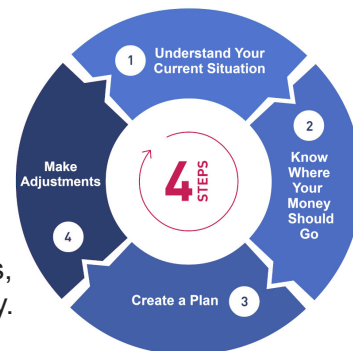 1
Understand Your
Current Situation
2
Know
Where
Your
Money
Should
Go
Create a Plan
3
Make
Adjustments
4
4
STEPS